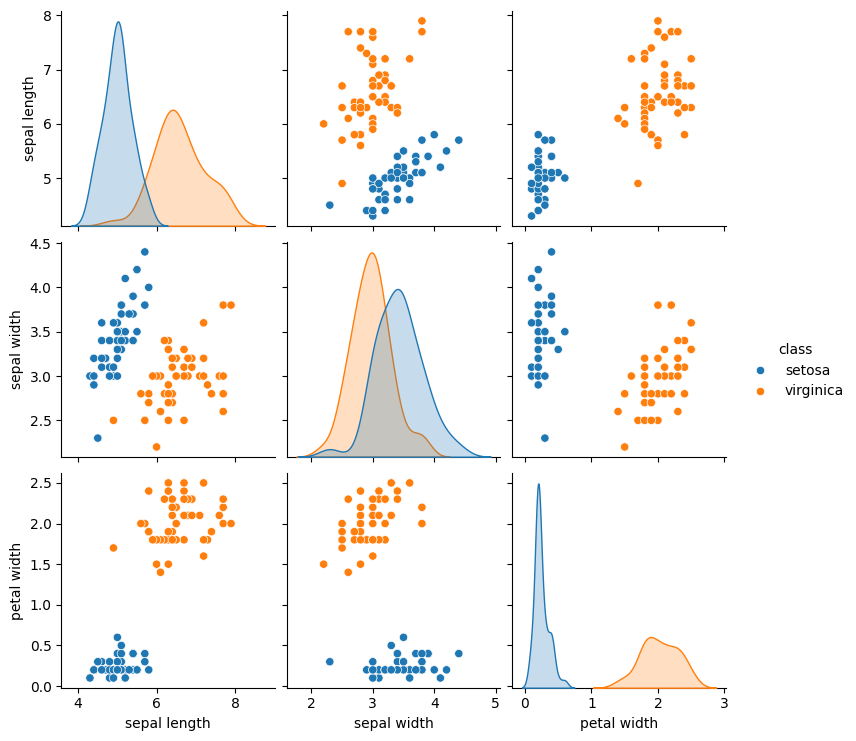 8
7
6
5
sepal length
4.5
4.0
3.5
3.0
2.5
sepal width
class
setosa
virginica
2.5
2.0
1.5
1.0
0.5
0.0
petal width
4 6 8
2 3 4 5
0 1 2 3
sepal length
sepal width
petal width